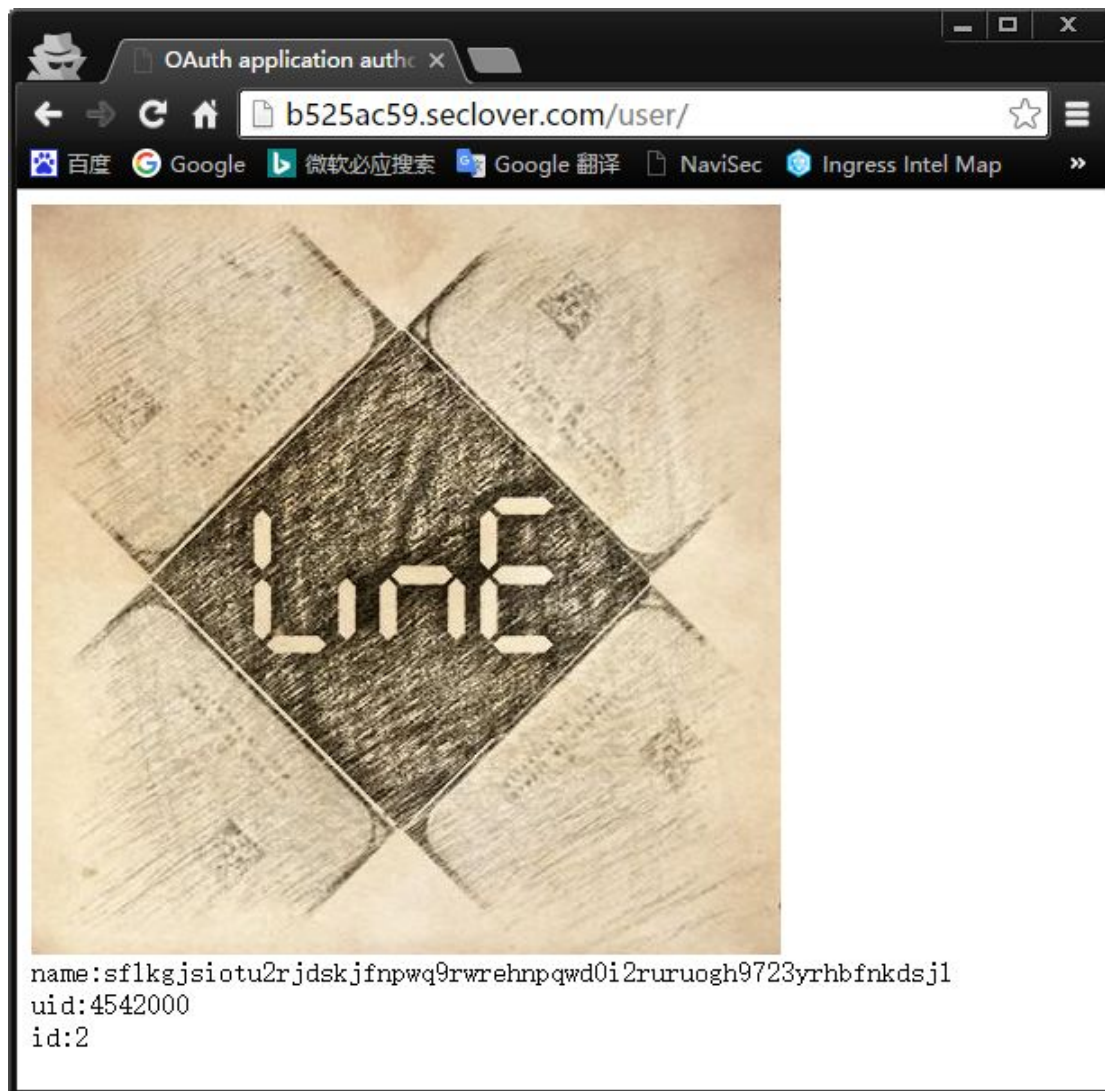 OAuth application auth
b525ac59.seclover.com/user/
百度 Google 微软必应搜索 Google 翻译 NaviSec Ingress Intel Map »
LinE
name:sflkgjsiotu2rjdskjfnpwq9rwrehnpqwd0i2ruruogh9723yrhbfnkdsjl
uid:4542000
id:2